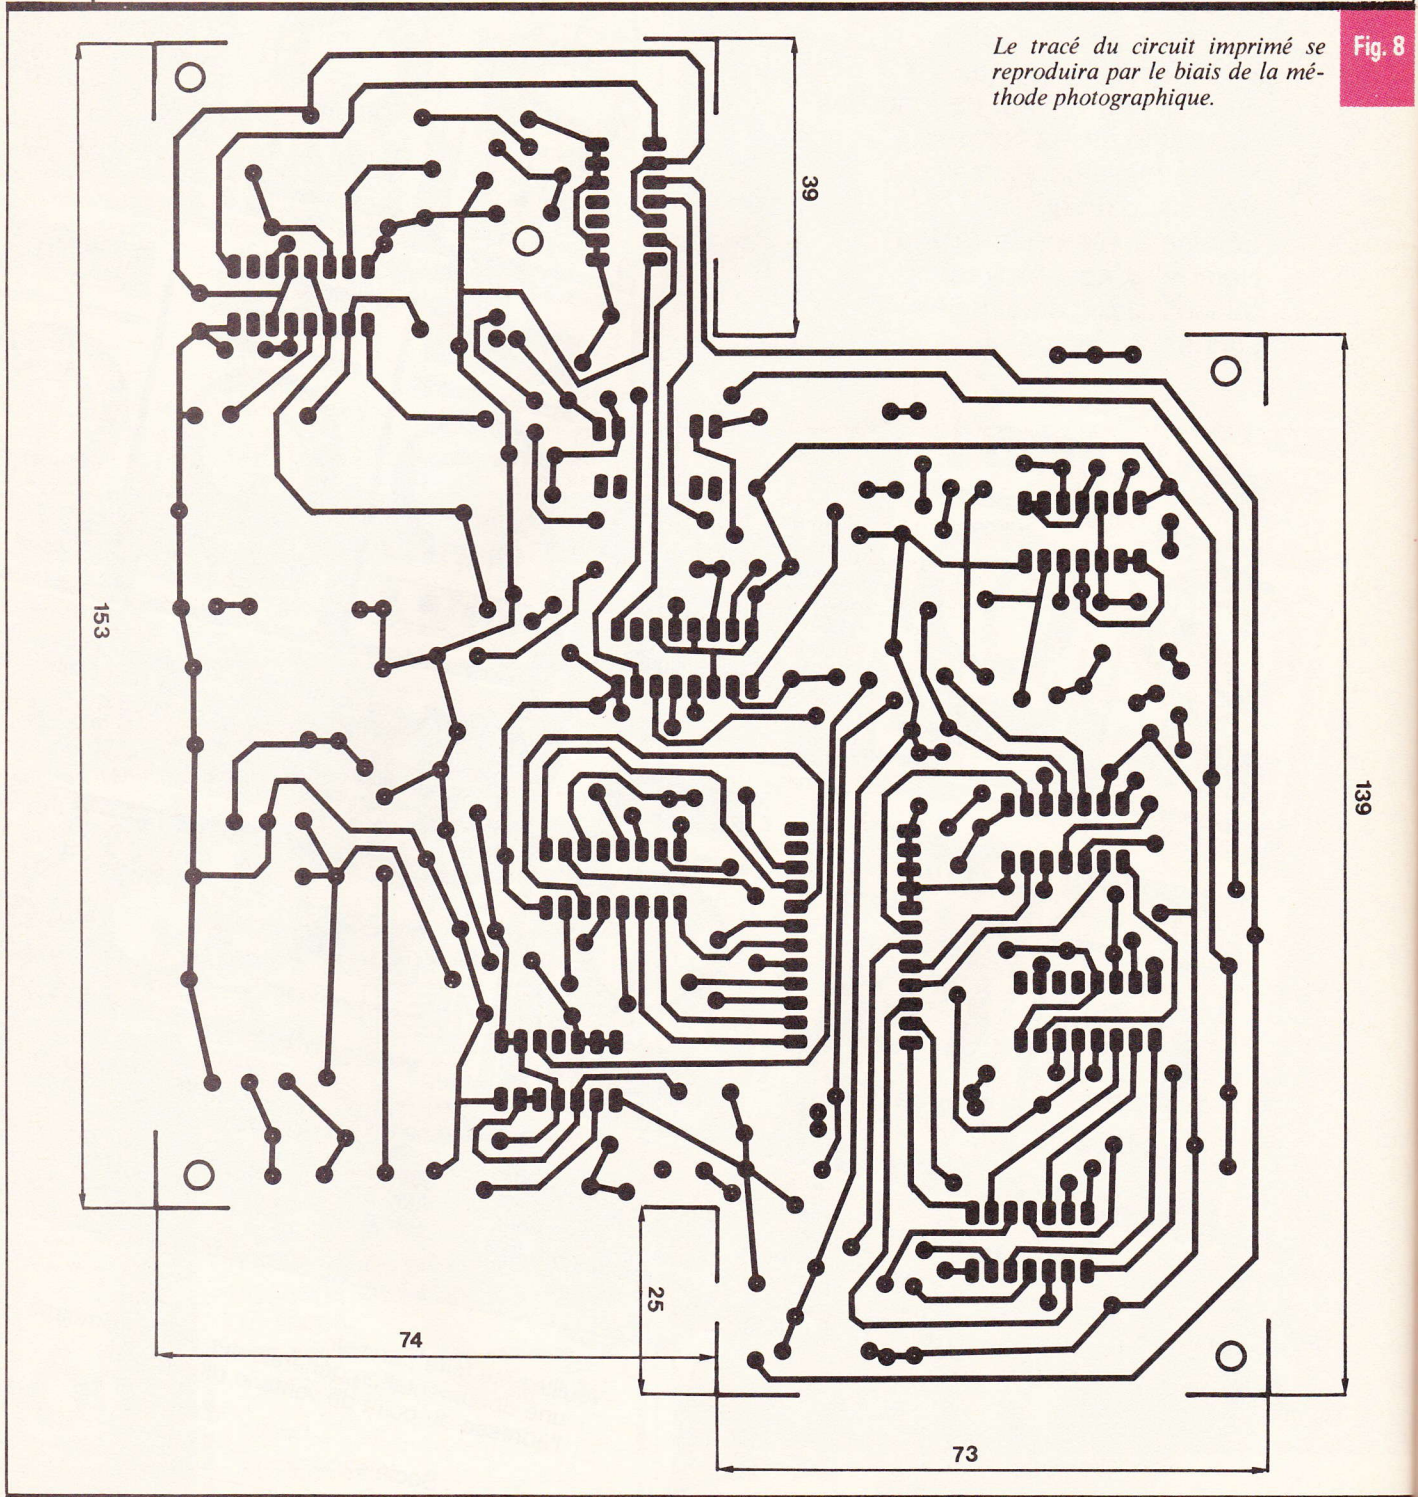 Le tracé du circuit imprimé se
reproduira par le biais de la mé-
thode photographique.
Fig. 8
39
153
139
25
74
73